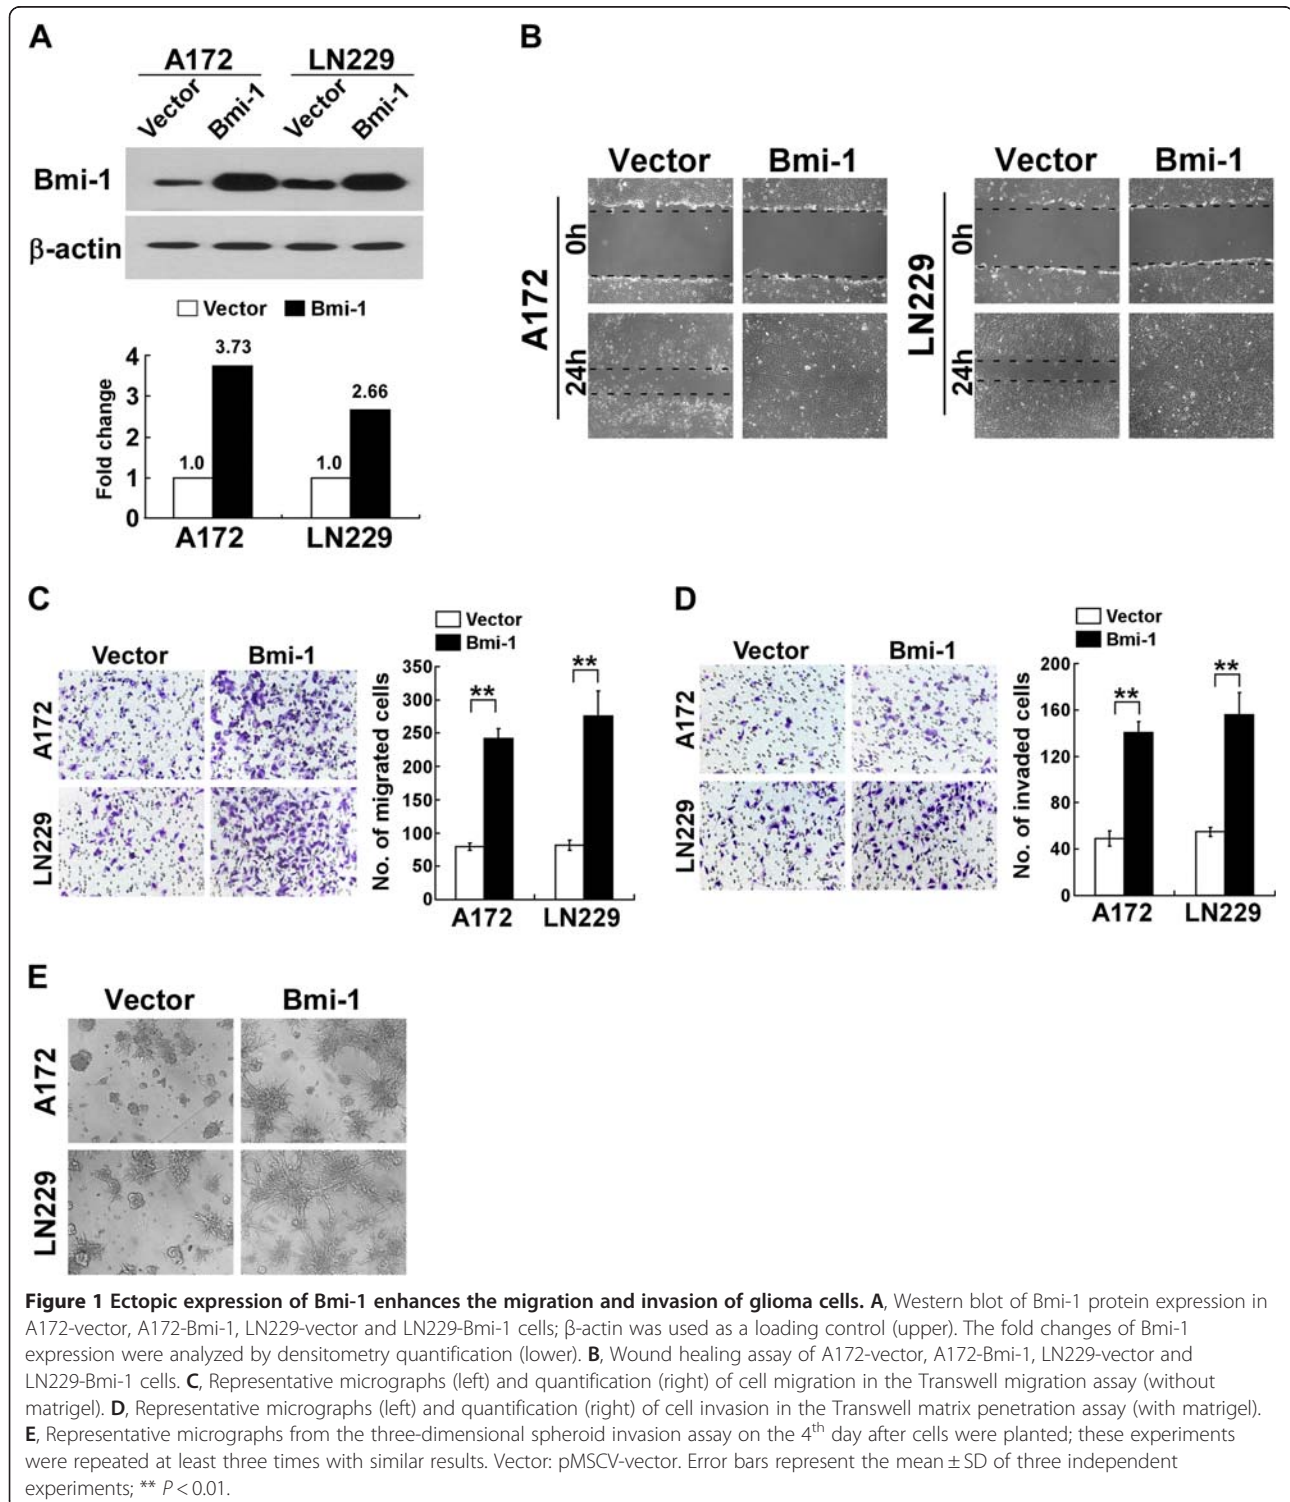 A
A172 LN229
Vector Bmi-1 Vector Bmi-1
Bmi-1
β-actin
Vector Bmi-1
Fold change
4
3
2
1
0
1.0 3.73 1.0 2.66
A172 LN229
B
Vector Bmi-1
A172
0h
24h
Vector Bmi-1
LN229
0h
24h
C
Vector Bmi-1
A172
LN229
Vector
Bmi-1
No. of migrated cells
350
300
250
200
150
100
50
0
** **
A172 LN229
D
Vector Bmi-1
A172
LN229
Vector
Bmi-1
No. of invaded cells
200
160
120
80
40
0
** **
A172 LN229
E
Vector Bmi-1
A172
LN229
Figure 1 Ectopic expression of Bmi-1 enhances the migration and invasion of glioma cells. A, Western blot of Bmi-1 protein expression in
A172-vector, A172-Bmi-1, LN229-vector and LN229-Bmi-1 cells; β-actin was used as a loading control (upper). The fold changes of Bmi-1
expression were analyzed by densitometry quantification (lower). B, Wound healing assay of A172-vector, A172-Bmi-1, LN229-vector and
LN229-Bmi-1 cells. C, Representative micrographs (left) and quantification (right) of cell migration in the Transwell migration assay (without
matrigel). D, Representative micrographs (left) and quantification (right) of cell invasion in the Transwell matrix penetration assay (with matrigel).
E, Representative micrographs from the three-dimensional spheroid invasion assay on the 4th day after cells were planted; these experiments
were repeated at least three times with similar results. Vector: pMSCV-vector. Error bars represent the mean ± SD of three independent
experiments; ** P < 0.01.